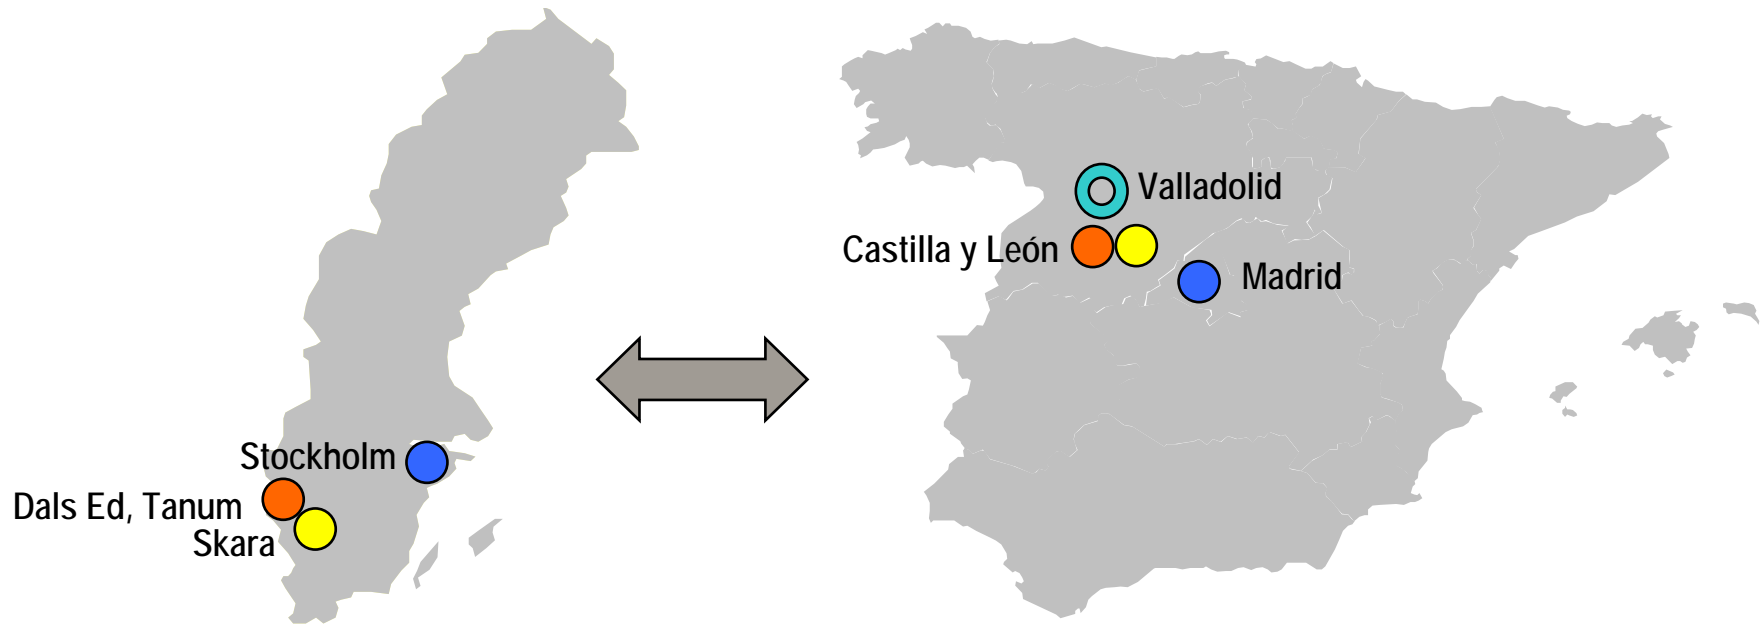 Stockholm
Dals Ed, Tanum
Skara
Valladolid
Castilla y León
Madrid